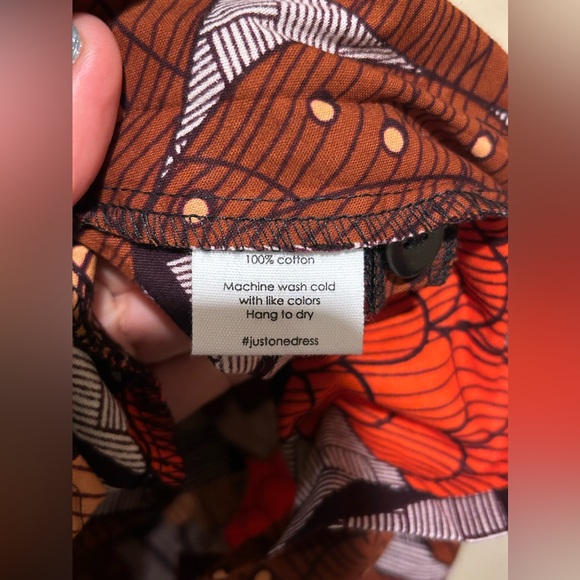 100% cotton
Machine wash cold
with like colors
Hang to dry
#justonedress